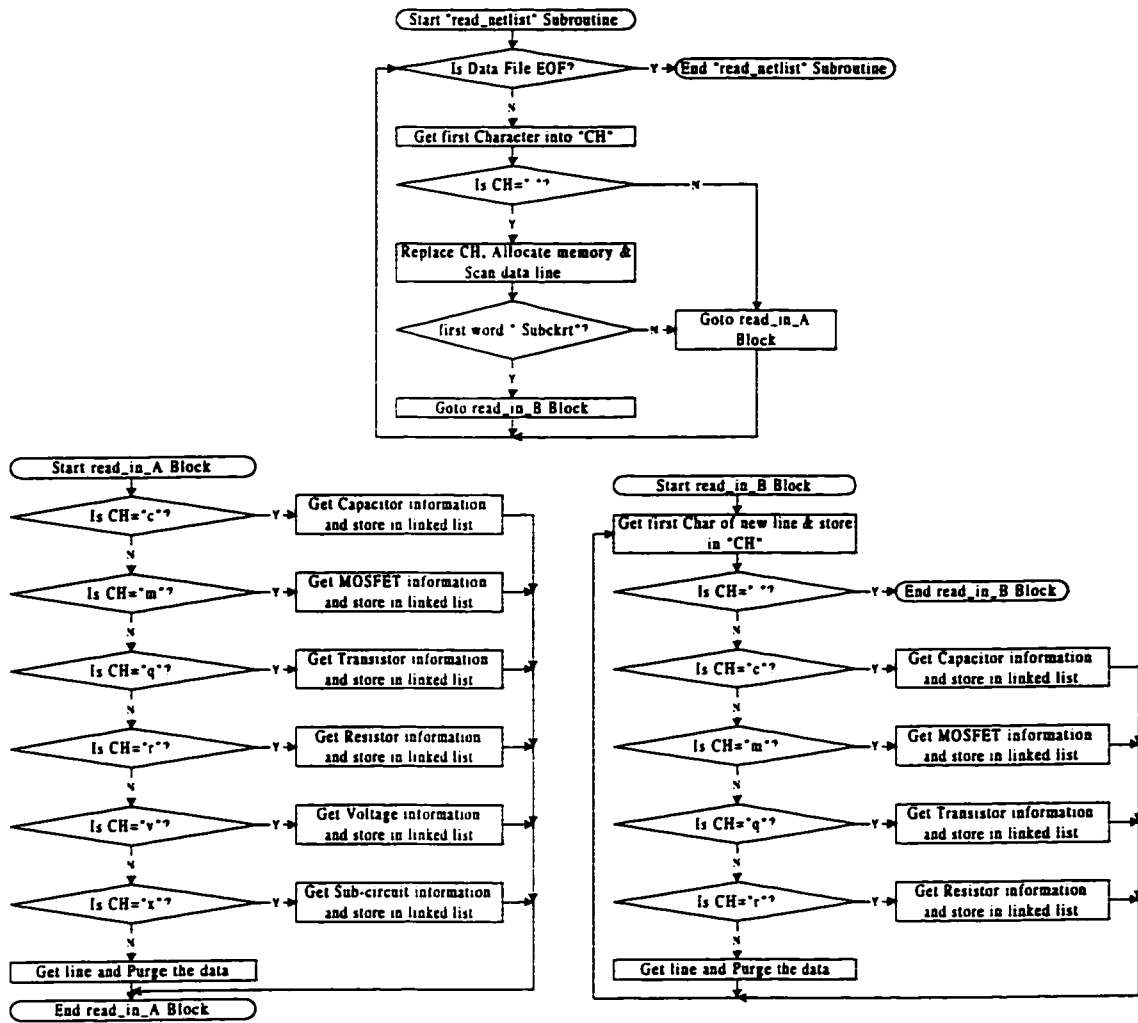 Start "read_netlist" Subroutine
Is Data File EOF?
Y
End "read_netlist" Subroutine
N
Get first Character into "CH"
Is CH=" "?
N
Y
Replace CH, Allocate memory &
Scan data line
first word " Subckrt"?
N
Goto read_in_A
Block
Y
Goto read_in_B Block
Start read_in_A Block
Is CH="c"?
Y
Get Capacitor information
and store in linked list
N
Is CH="m"?
Y
Get MOSFET information
and store in linked list
N
Is CH="q"?
Y
Get Transistor information
and store in linked list
N
Is CH="r"?
Y
Get Resistor information
and store in linked list
N
Is CH="v"?
Y
Get Voltage information
and store in linked list
N
Is CH="x"?
Y
Get Sub-circuit information
and store in linked list
N
Get line and Purge the data
End read_in_A Block
Start read_in_B Block
Get first Char of new line & store
in "CH"
Is CH=" "?
Y
End read_in_B Block
N
Is CH="c"?
Y
Get Capacitor information
and store in linked list
N
Is CH="m"?
Y
Get MOSFET information
and store in linked list
N
Is CH="q"?
Y
Get Transistor information
and store in linked list
N
Is CH="r"?
Y
Get Resistor information
and store in linked list
N
Get line and Purge the data